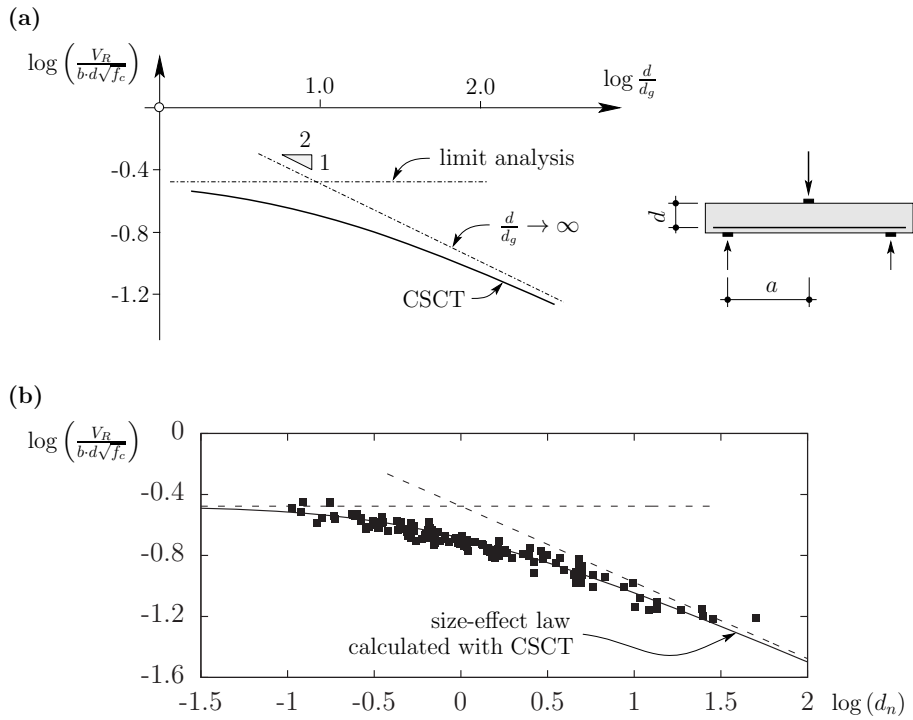 (a)
log (V_R / b·d√f_c)
1.0
2.0
log d/d_g
2
1
limit analysis
-0.4
d/d_g → ∞
-0.8
CSCT
-1.2
d
a
(b)
log (V_R / b·d√f_c)
0
-0.4
-0.8
-1.2
-1.6
size-effect law
calculated with CSCT
-1.5
-1
-0.5
0
0.5
1
1.5
2
log (d_n)